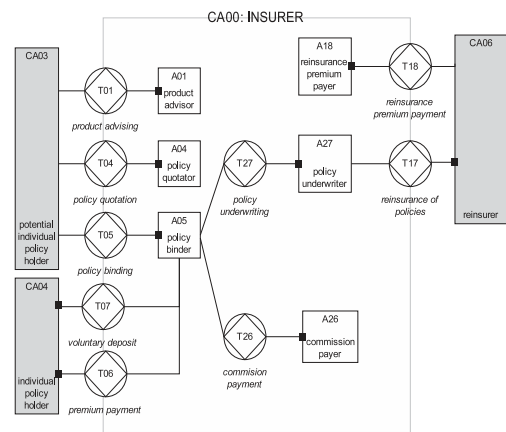 CA00: INSURER
CA03
potential
individual
policy
holder
T01
product advising
A01
product
advisor
T04
policy quotation
A04
policy
quotator
T05
policy binding
A05
policy
binder
T27
policy
underwriting
A27
policy
underwriter
T17
reinsurance of
policies
A18
reinsurance
premium
payer
T18
reinsurance
premium payment
CA06
reinsurer
CA04
individual
policy
holder
T07
voluntary deposit
T06
premium payment
T26
commision
payment
A26
commission
payer